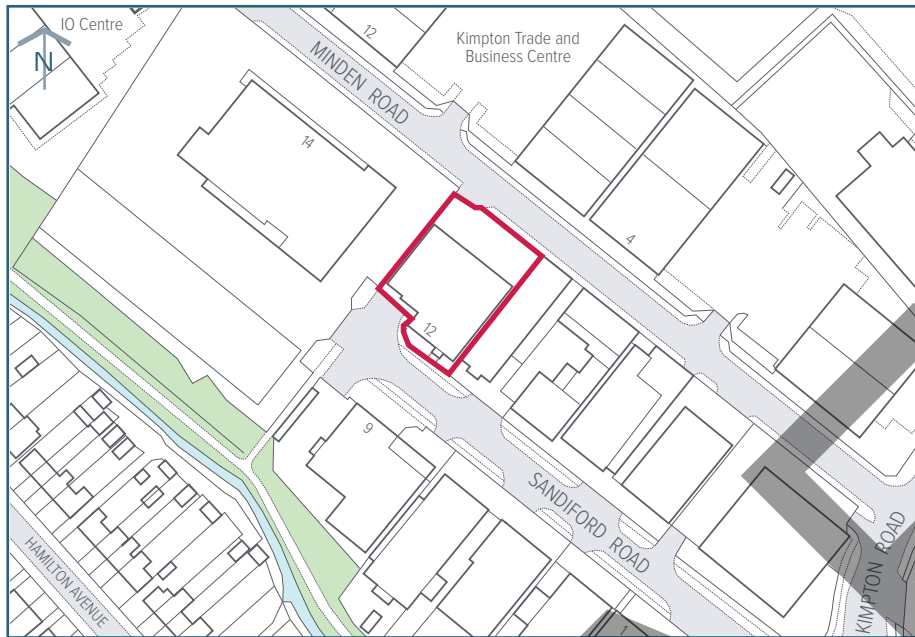 IO Centre
N
12
Kimpton Trade and
Business Centre
MINDEN ROAD
14
4
12
9
SANDIFORD ROAD
HAMILTON AVENUE
KIMPTON ROAD
1